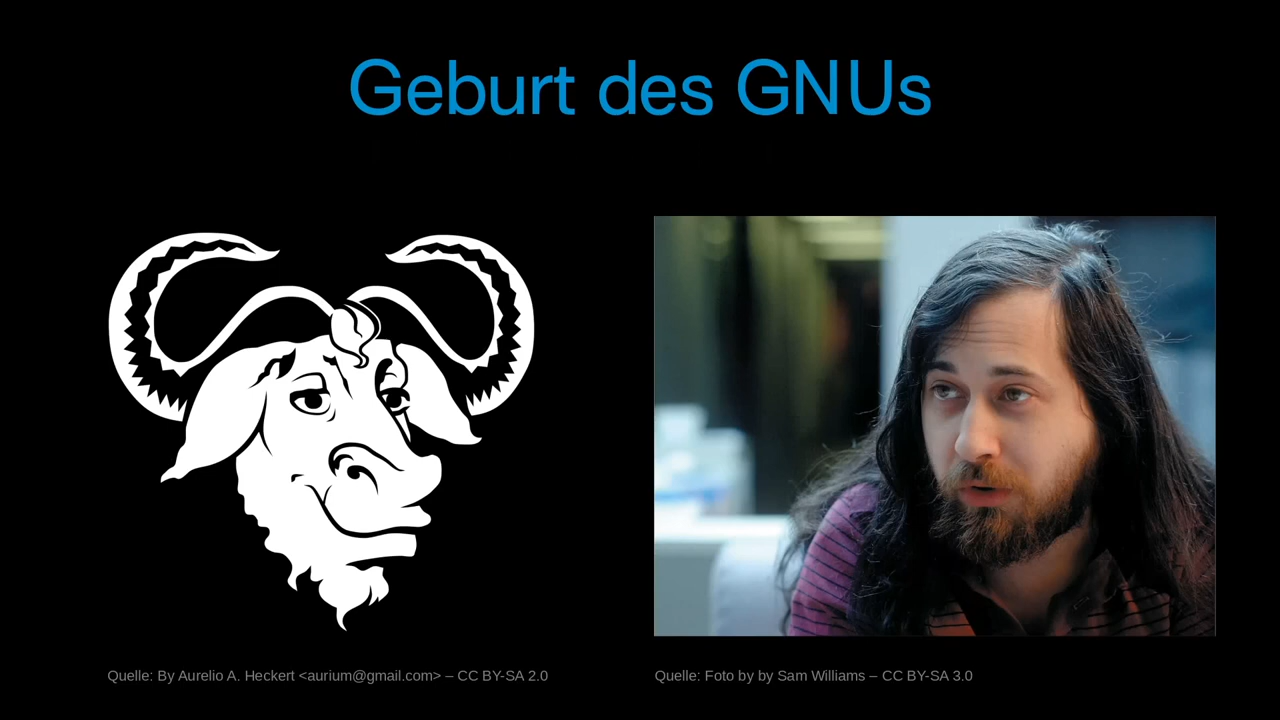 Geburt des GNUs
Quelle: By Aurelio A. Heckert <aurium@gmail.com> – CC BY-SA 2.0
Quelle: Foto by by Sam Williams – CC BY-SA 3.0